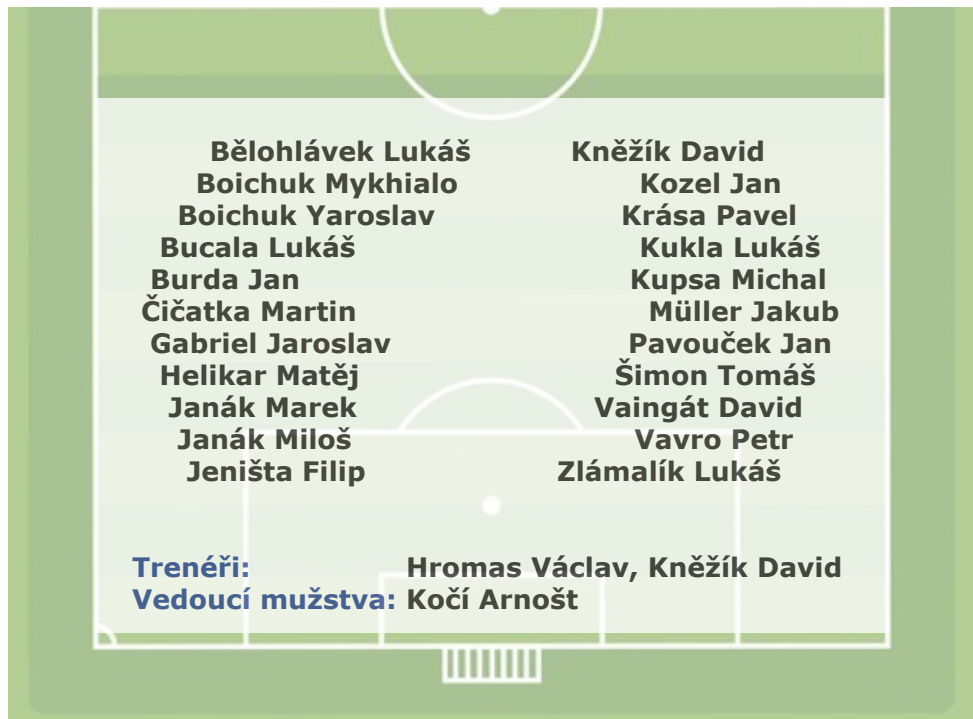 Bělohlávek Lukáš Kněžík David
Boichuk Mykhialo Kozel Jan
Boichuk Yaroslav Krása Pavel
Bucala Lukáš Kukla Lukáš
Burda Jan Kupsa Michal
Čičatka Martin Müller Jakub
Gabriel Jaroslav Pavouček Jan
Helikar Matěj Šimon Tomáš
Janák Marek Vaingát David
Janák Miloš Vavro Petr
Jeništa Filip Zlámalík Lukáš
Trenéři: Hromas Václav, Kněžík David
Vedoucí mužstva: Kočí Arnošt